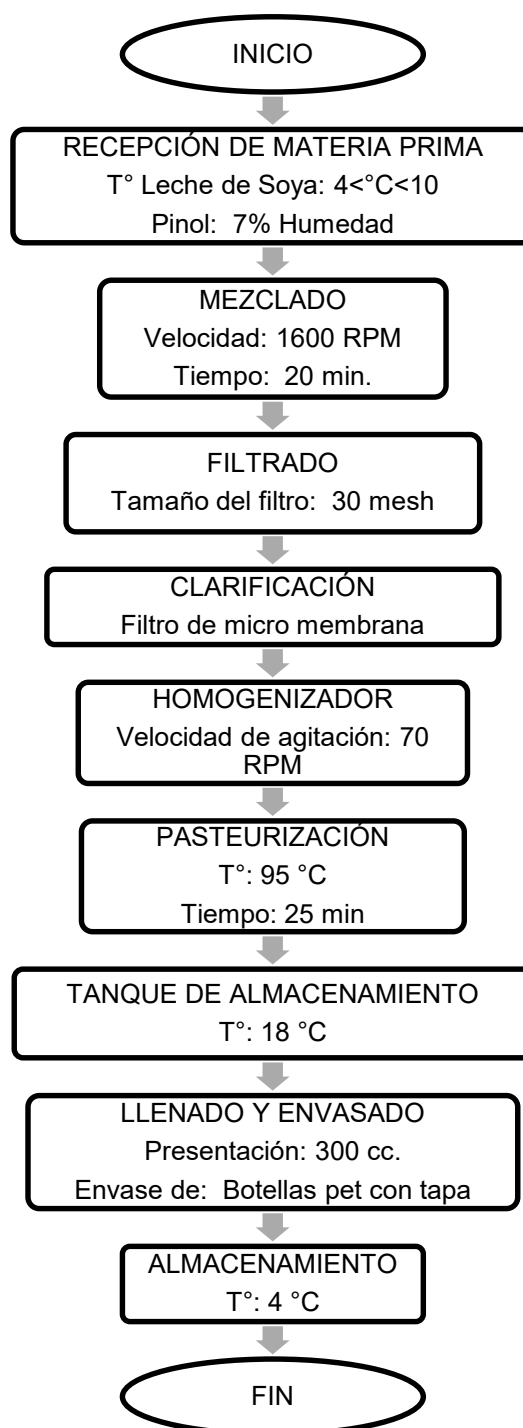 INICIO
RECEPCIÓN DE MATERIA PRIMA
T° Leche de Soya: 4<°C<10
Pinol: 7% Humedad
MEZCLADO
Velocidad: 1600 RPM
Tiempo: 20 min.
FILTRADO
Tamaño del filtro: 30 mesh
CLARIFICACIÓN
Filtro de micro membrana
HOMOGENIZADOR
Velocidad de agitación: 70
RPM
PASTEURIZACIÓN
T°: 95 °C
Tiempo: 25 min
TANQUE DE ALMACENAMIENTO
T°: 18 °C
LLENADO Y ENVASADO
Presentación: 300 cc.
Envase de: Botellas pet con tapa
ALMACENAMIENTO
T°: 4 °C
FIN